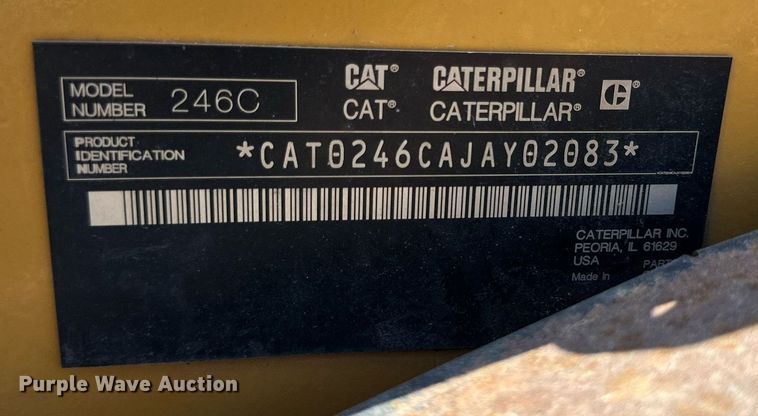 MODEL NUMBER 246C
CAT® CATERPILLAR®
CAT® CATERPILLAR®
PRODUCT IDENTIFICATION NUMBER *CAT0246CAJAY02083*
CATERPILLAR INC.
PEORIA, IL 61629
USA
Made In
Purple Wave Auction